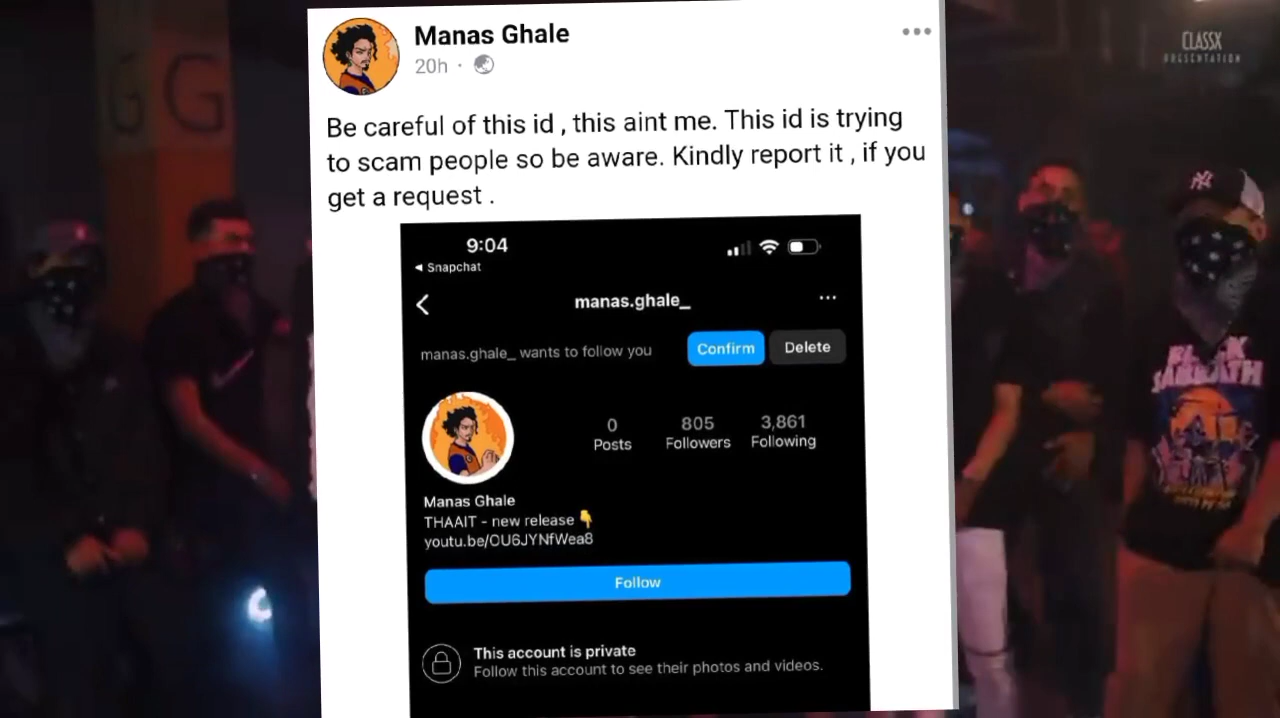 G G
CLASSX
PRESENTATION
Manas Ghale
20h ·
Be careful of this id , this aint me. This id is trying
to scam people so be aware. Kindly report it , if you
get a request .
9:04
Snapchat
manas.ghale_
manas.ghale_ wants to follow you
Confirm
Delete
0
805
3,861
Posts
Followers
Following
Manas Ghale
THAAIT - new release 👇
youtu.be/CU6JYNfWea8
Follow
This account is private
Follow this account to see their photos and videos.
BLACK
SABBATH